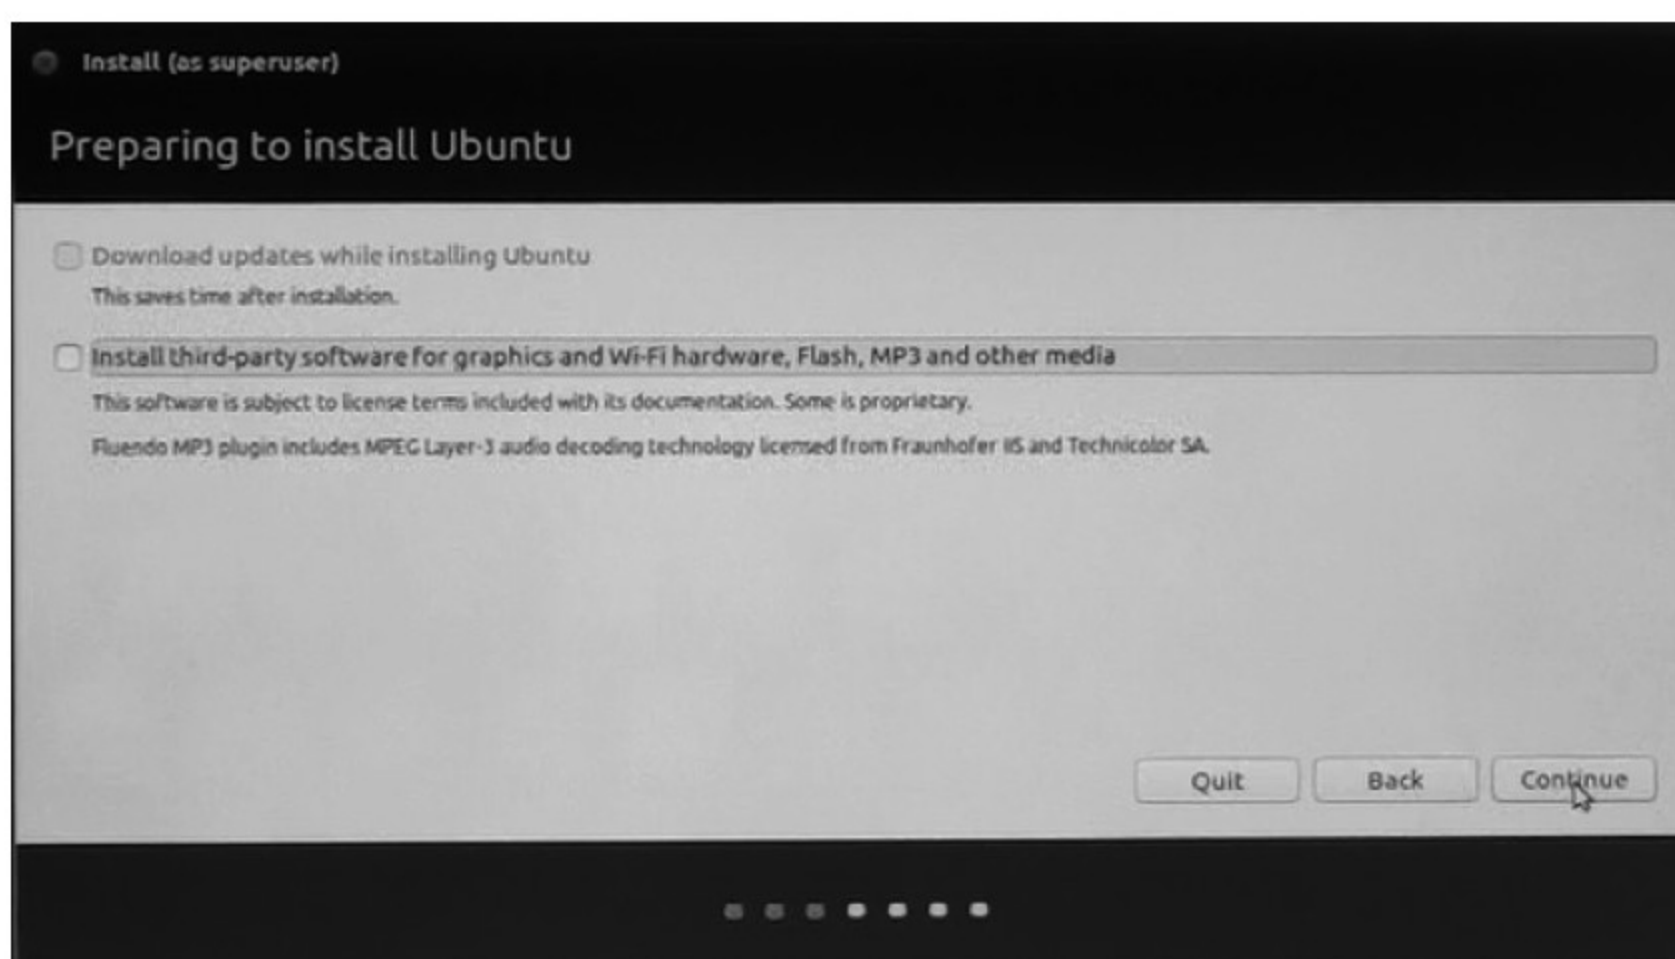 Install (as superuser)
Preparing to install Ubuntu
Download updates while installing Ubuntu
This saves time after installation.
Install third-party software for graphics and Wi-Fi hardware, Flash, MP3 and other media
This software is subject to license terms included with its documentation. Some is proprietary.
Fluendo MP3 plugin includes MPEG Layer-3 audio decoding technology licensed from Fraunhofer IIS and Technicolor SA.
Quit Back Continue